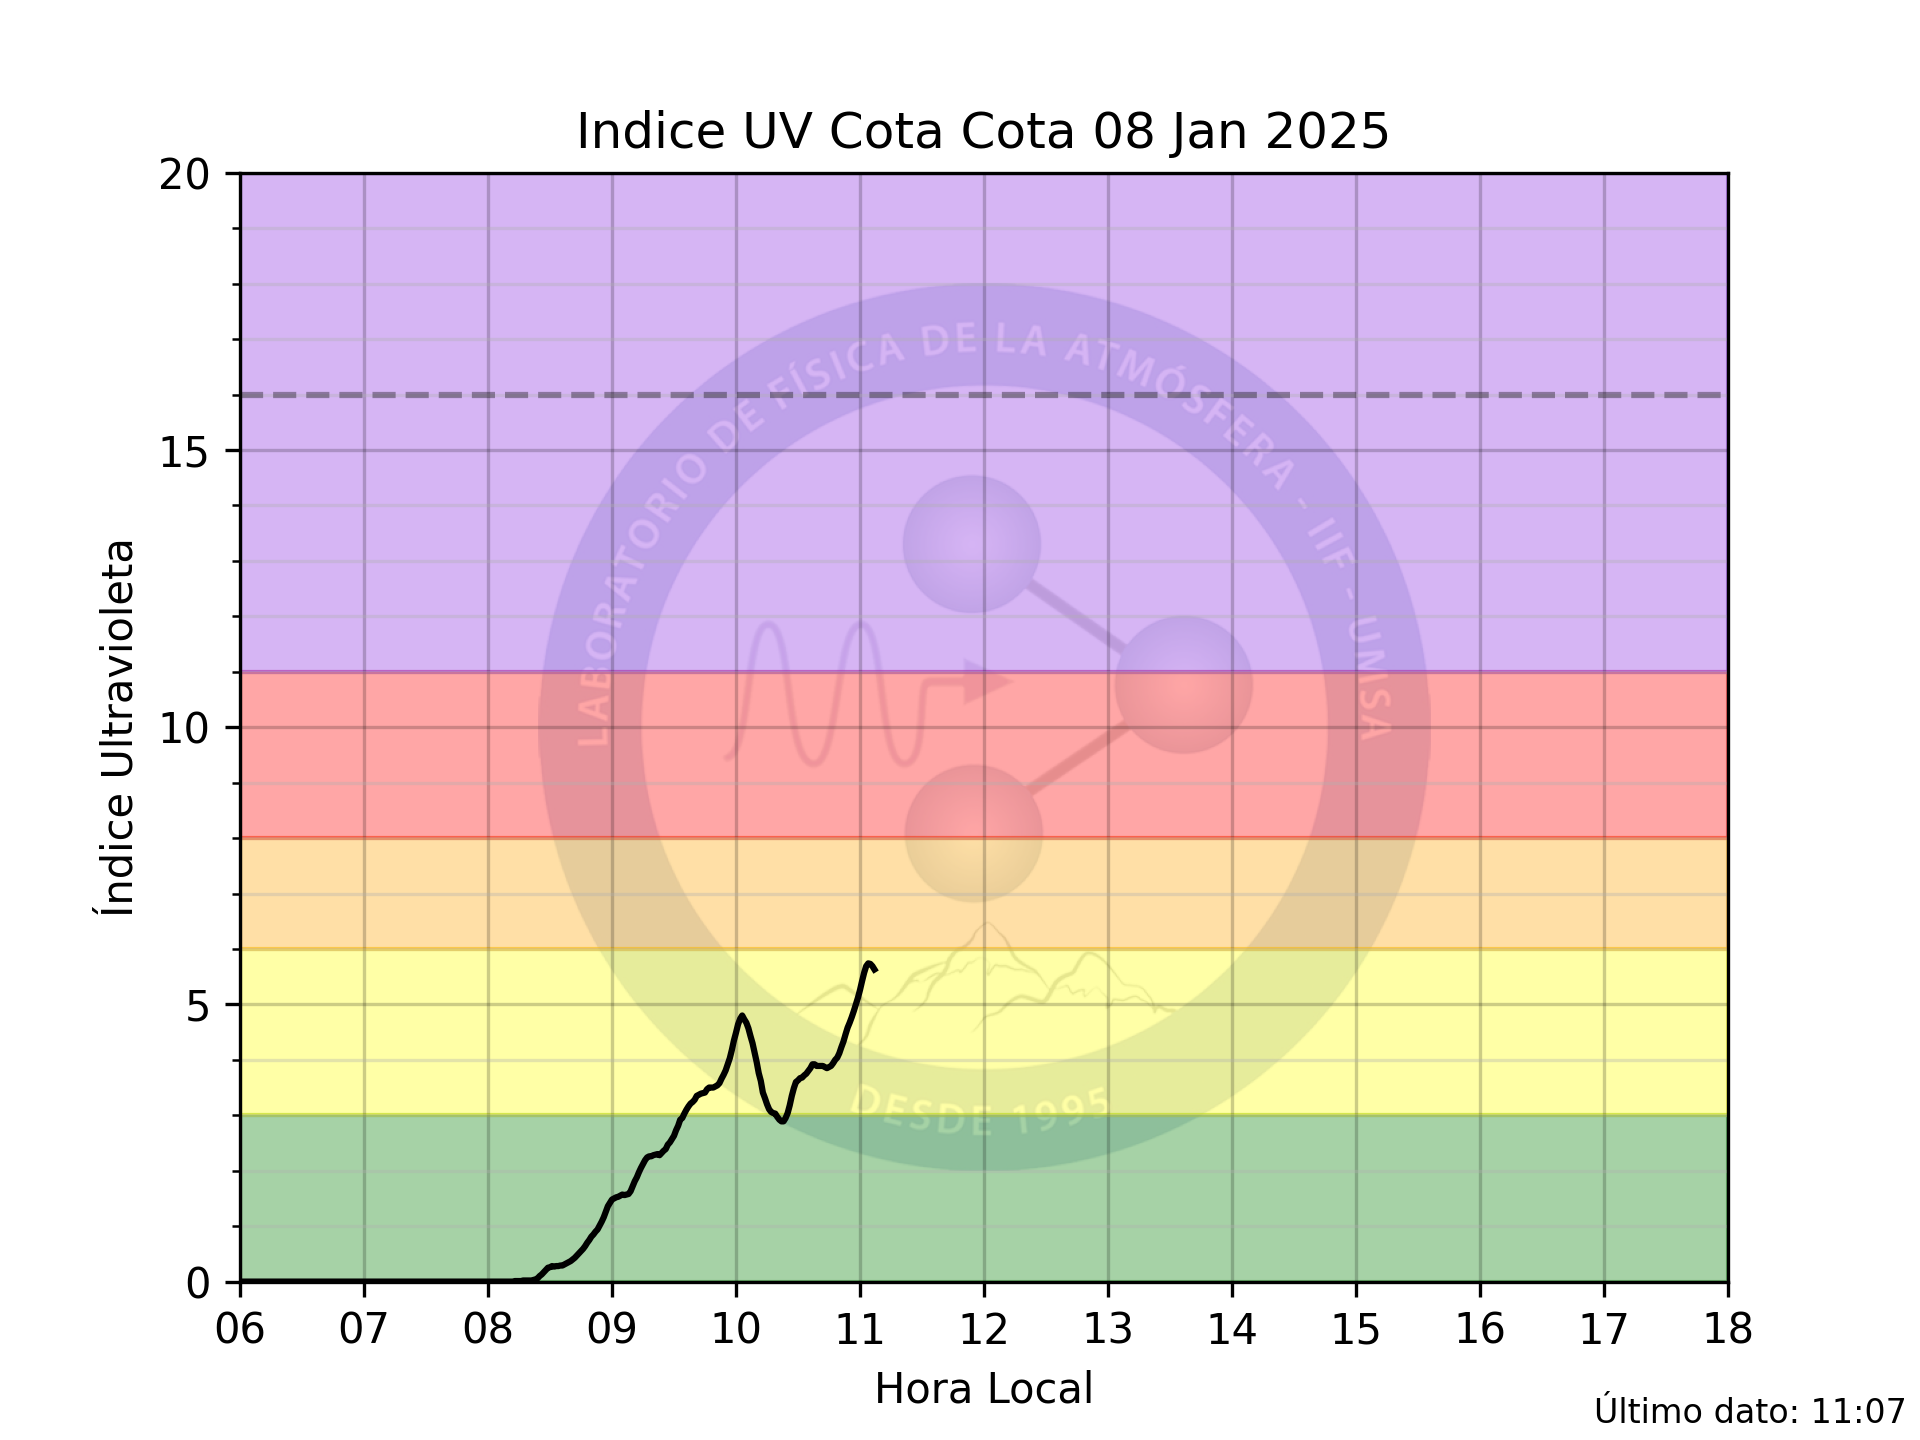 Indice UV Cota Cota 08 Jan 2025
20
15
10
5
0
Índice Ultravioleta
LABORATORIO DE FÍSICA DE LA ATMÓSFERA - IIF - UMSA
DESDE 1995
06 07 08 09 10 11 12 13 14 15 16 17 18
Hora Local
Último dato: 11:07